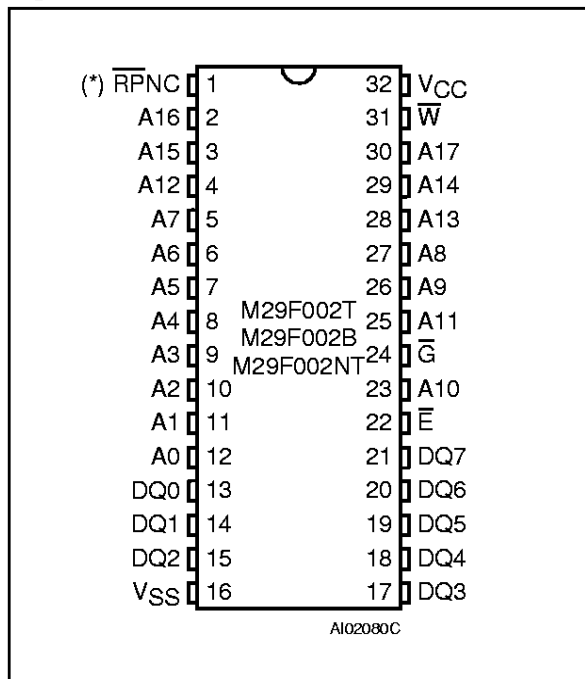 (*) R̅P̅NC 1 32 VCC
A16 2 31 W̅
A15 3 30 A17
A12 4 29 A14
A7 5 28 A13
A6 6 27 A8
A5 7 26 A9
A4 8 M29F002T 25 A11
M29F002B
A3 9 M29F002NT 24 G̅
A2 10 23 A10
A1 11 22 E̅
A0 12 21 DQ7
DQ0 13 20 DQ6
DQ1 14 19 DQ5
DQ2 15 18 DQ4
VSS 16 17 DQ3
AI02080C